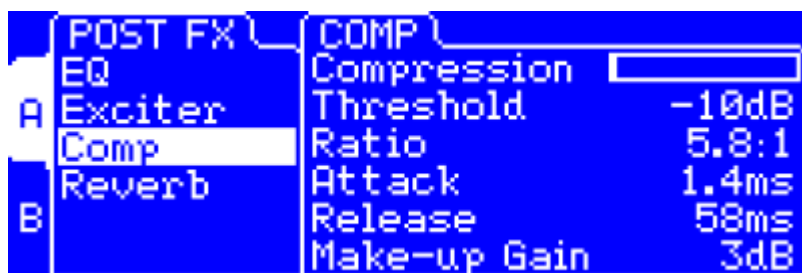 POST FX COMP
EQ Compression
A Exciter Threshold -10dB
Comp Ratio 5.8:1
Reverb Attack 1.4ms
B Release 58ms
Make-up Gain 3dB